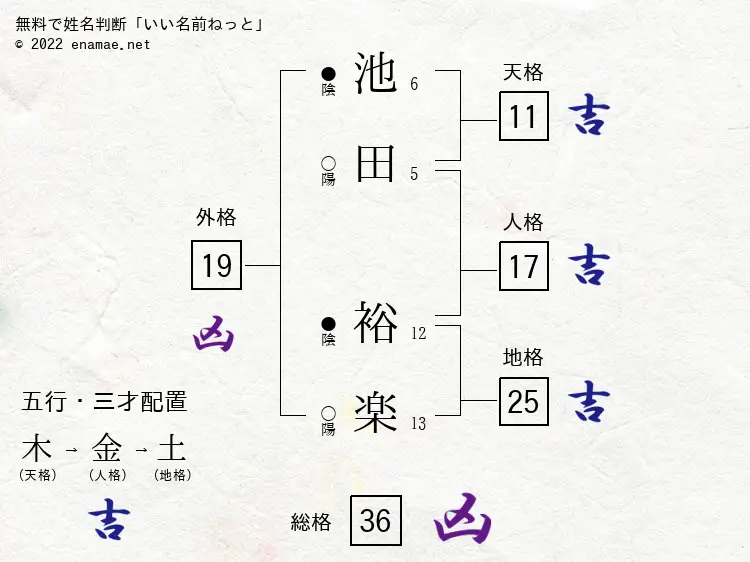 無料で姓名判断「いい名前ねっと」
© 2022 enamae.net
●陰 池 6
○陽 田 5
●陰 裕 12
○陽 楽 13
天格
11 吉
人格
17 吉
地格
25 吉
外格
19
凶
五行・三才配置
木→金→土
(天格) (人格) (地格)
吉
総格 36 凶